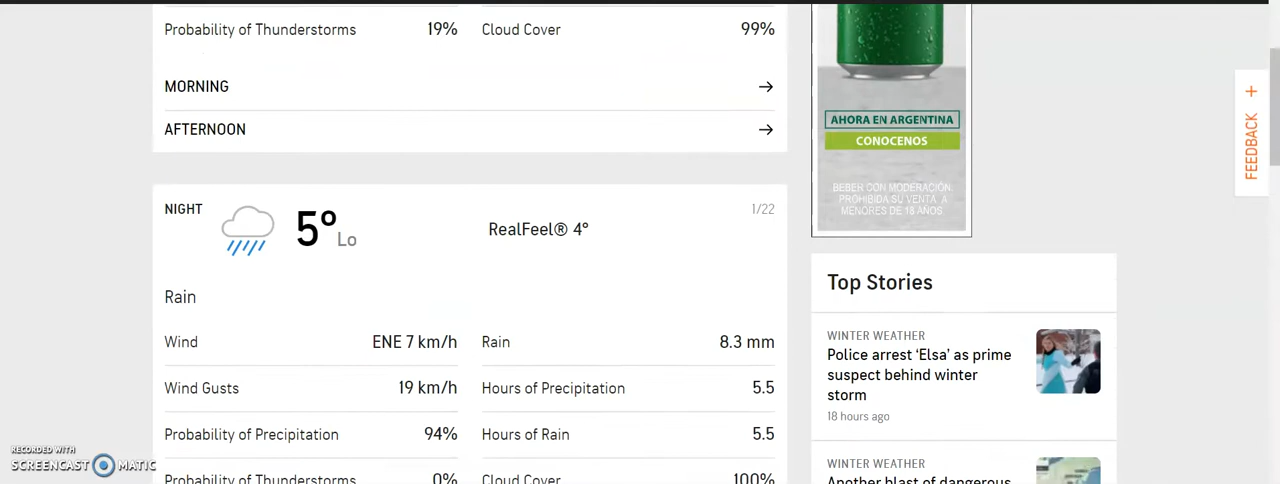 Probability of Thunderstorms 19% Cloud Cover 99%
MORNING
AFTERNOON
NIGHT 5° Lo RealFeel® 4° 1/22
Rain
Wind ENE 7 km/h Rain 8.3 mm
Wind Gusts 19 km/h Hours of Precipitation 5.5
Probability of Precipitation 94% Hours of Rain 5.5
Probability of Thunderstorms 0% Cloud Cover 100%
AHORA EN ARGENTINA
CONOCENOS
BEBER CON MODERACIÓN
PROHIBIDA SU VENTA A
MENORES DE 18 AÑOS
Top Stories
WINTER WEATHER
Police arrest ‘Elsa’ as prime
suspect behind winter
storm
18 hours ago
WINTER WEATHER
Another blast of dangerous
FEEDBACK +
RECORDED WITH
SCREENCAST MATIC